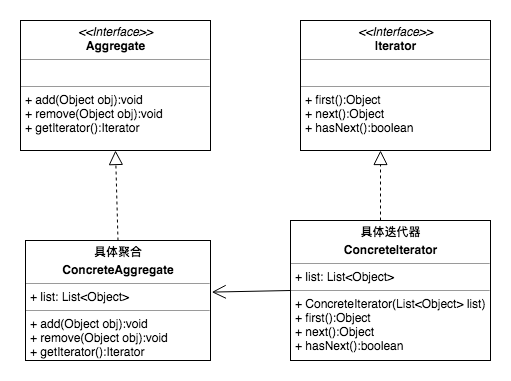 <<Interface>>
Aggregate
+ add(Object obj):void
+ remove(Object obj):void
+ getIterator():Iterator
<<Interface>>
Iterator
+ first():Object
+ next():Object
+ hasNext():boolean
具体聚合
ConcreteAggregate
+ list: List<Object>
+ add(Object obj):void
+ remove(Object obj):void
+ getIterator():Iterator
具体迭代器
ConcreteIterator
+ list: List<Object>
+ ConcreteIterator(List<Object> list)
+ first():Object
+ next():Object
+ hasNext():boolean